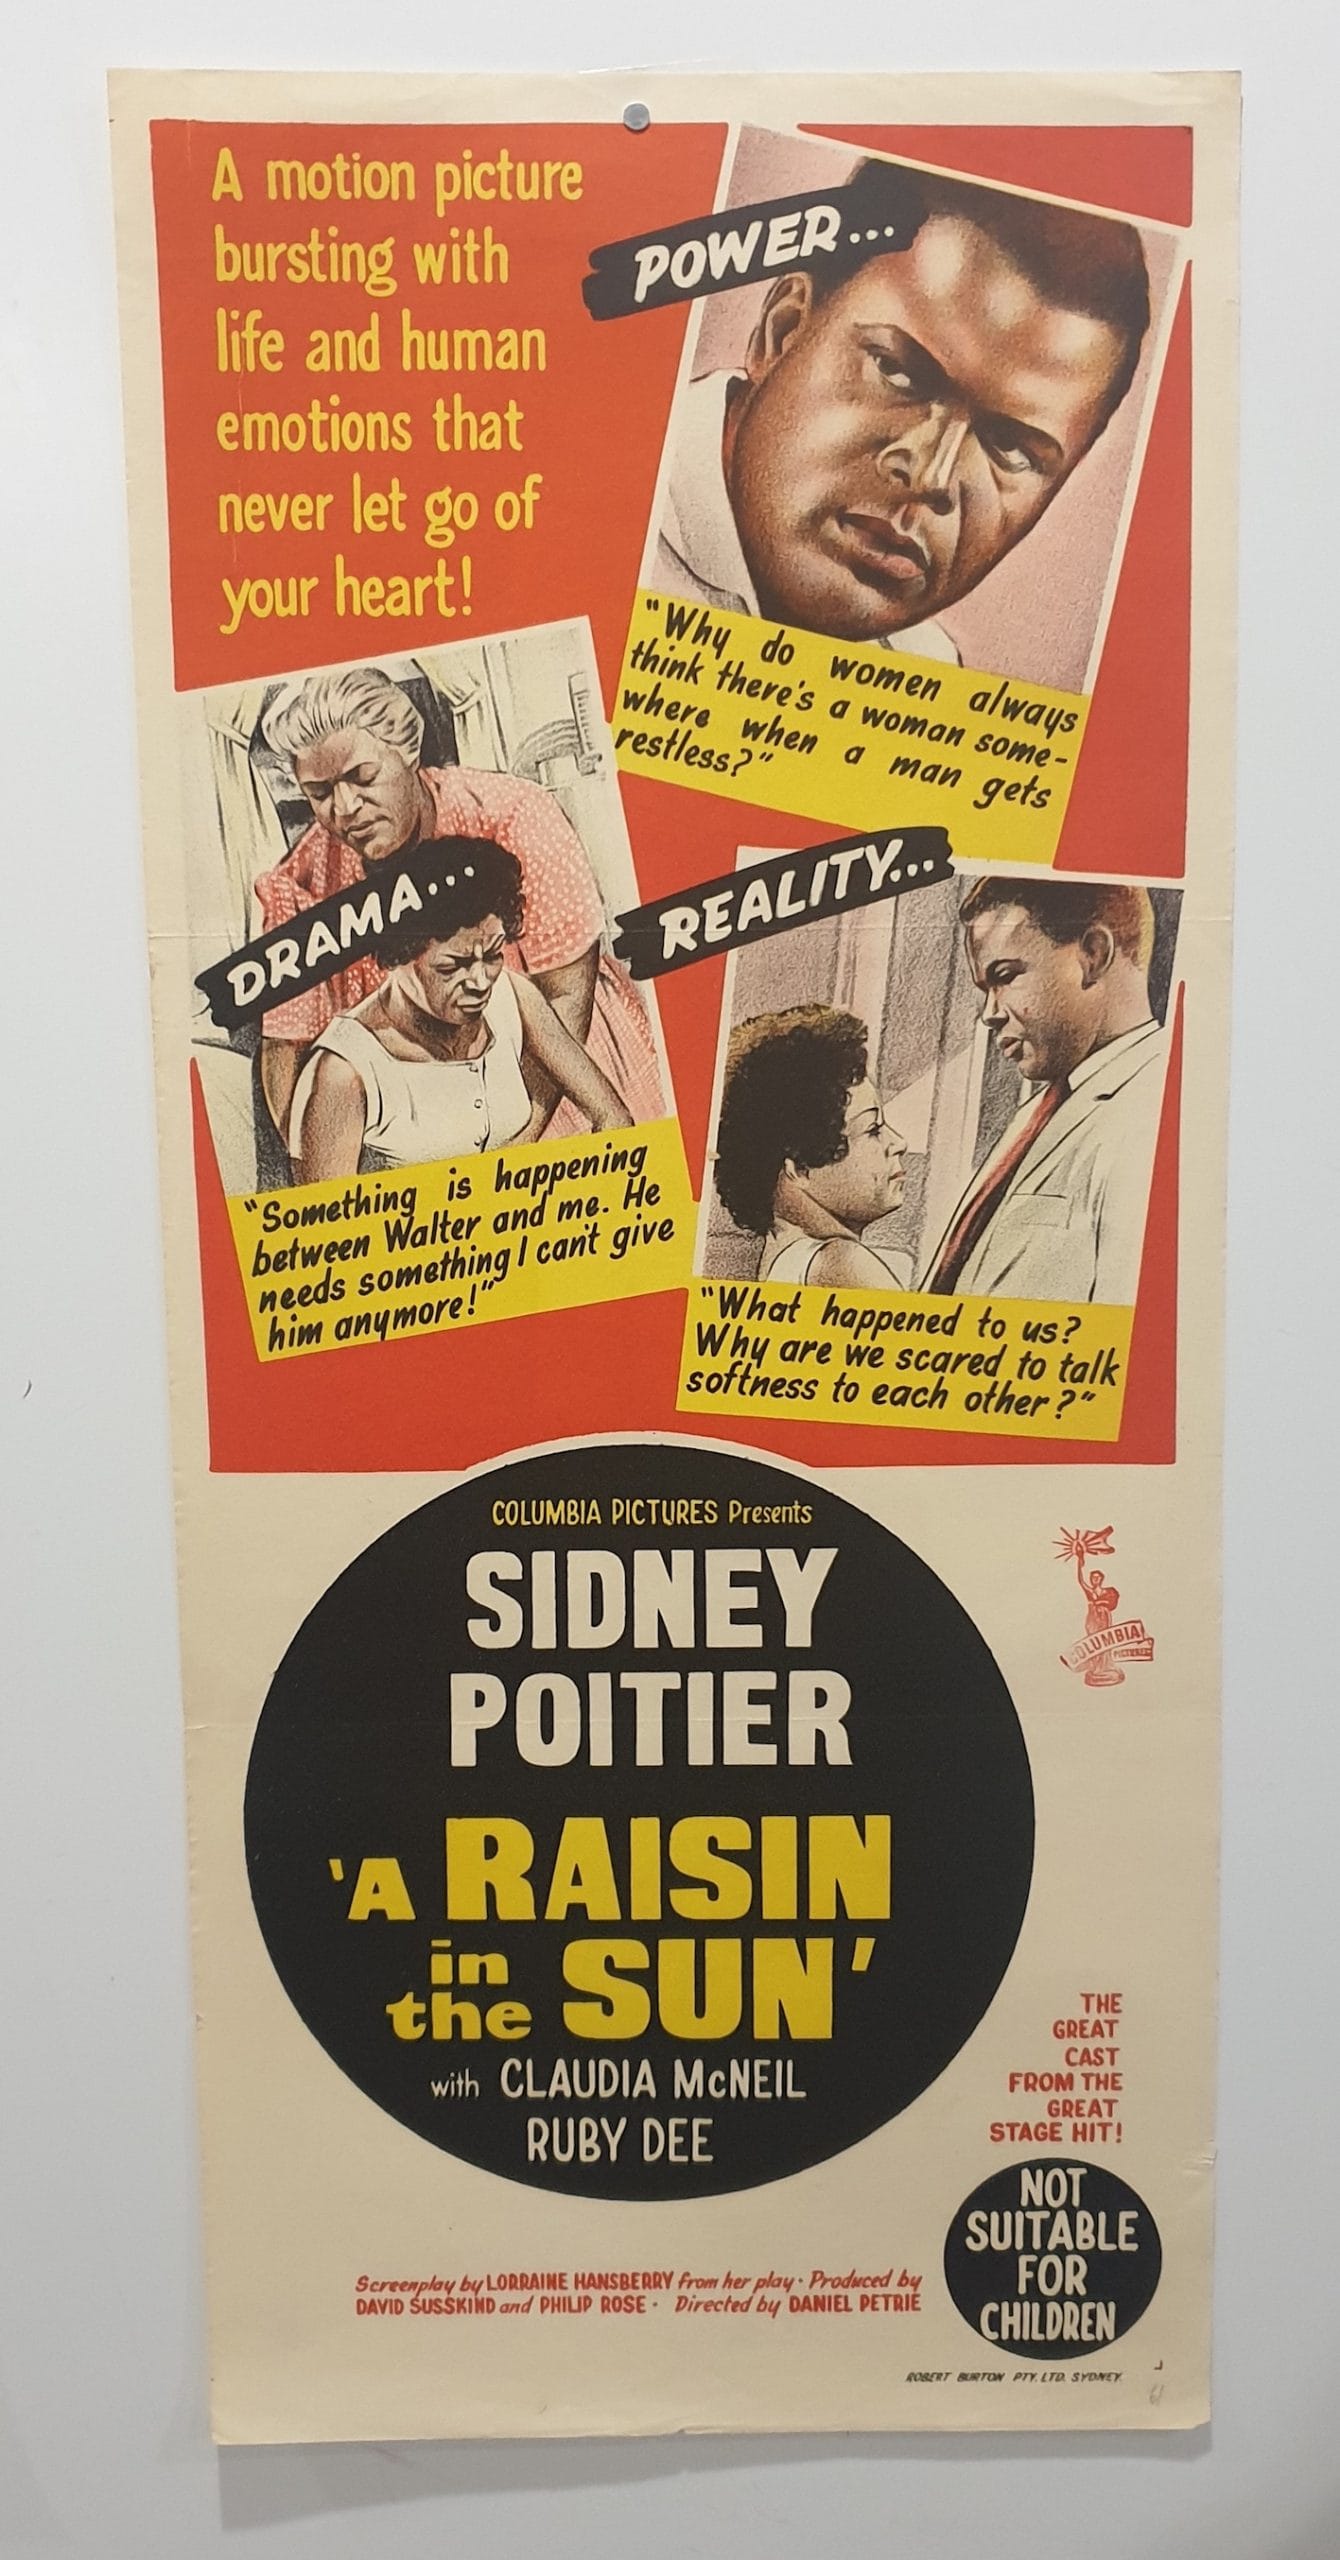 A motion picture
bursting with
life and human
emotions that
never let go of
your heart!
POWER...
"Why do women always
think there's a woman some-
where when a man gets
restless?"
DRAMA...
"Something is happening
between Walter and me. He
needs something I can't give
him anymore!"
REALITY...
"What happened to us?
Why are we scared to talk
softness to each other?"
COLUMBIA PICTURES Presents
SIDNEY
POITIER
'A RAISIN
in
the SUN'
with CLAUDIA McNEIL
RUBY DEE
COLUMBIA
PICTURES
THE
GREAT
CAST
FROM THE
GREAT
STAGE HIT!
NOT
SUITABLE
FOR
CHILDREN
Screenplay by LORRAINE HANSBERRY from her play · Produced by
DAVID SUSSKIND and PHILIP ROSE · Directed by DANIEL PETRIE
ROBERT BURTON PTY. LTD. SYDNEY.
61